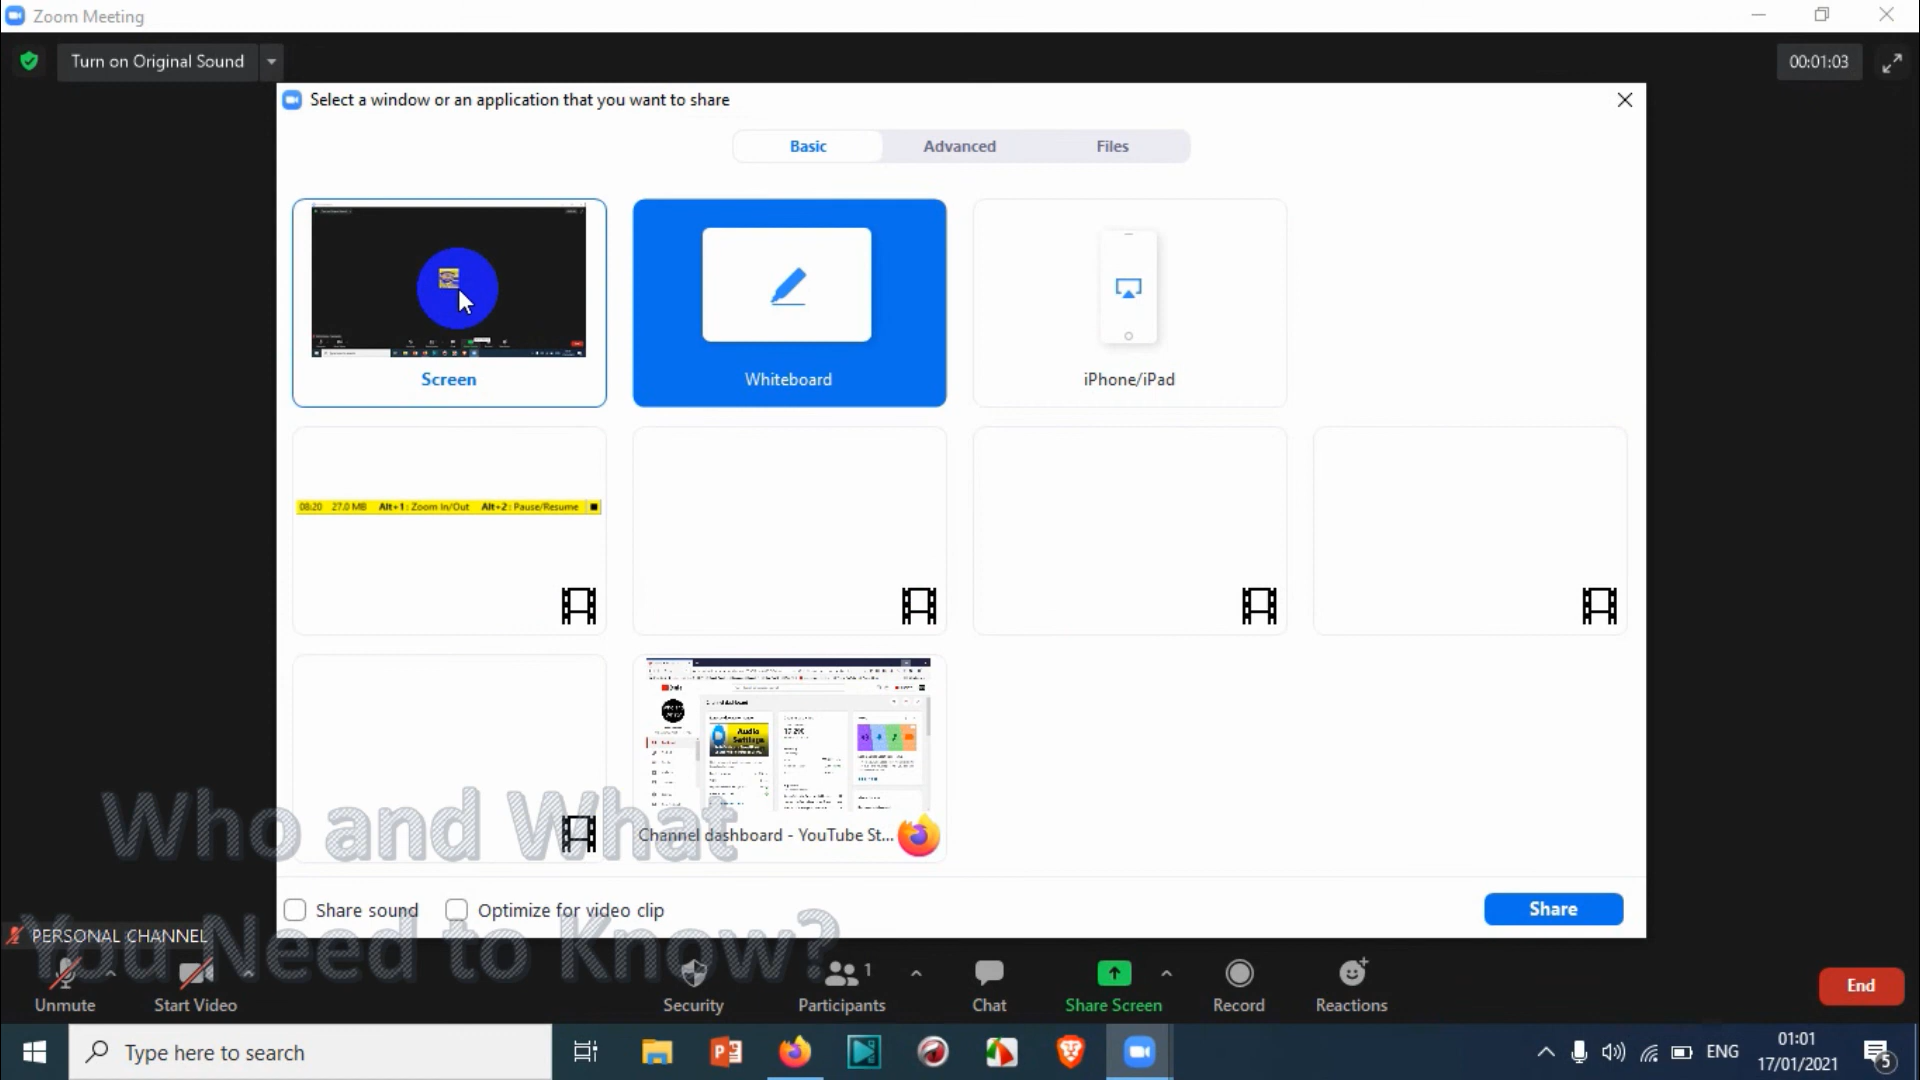 Zoom Meeting
Turn on Original Sound
00:01:03
Select a window or an application that you want to share
Basic
Advanced
Files
Screen
Whiteboard
iPhone/iPad
08:20 27.0 MB Alt+1: Zoom In/Out Alt+2: Pause/Resume
Audio
Settings
Channel dashboard - YouTube St...
Who and What
You Need to Know?
Share sound
Optimize for video clip
Share
PERSONAL CHANNEL
Unmute
Start Video
Security
Participants
1
Chat
Share Screen
Record
Reactions
End
Type here to search
ENG
01:01
17/01/2021
5